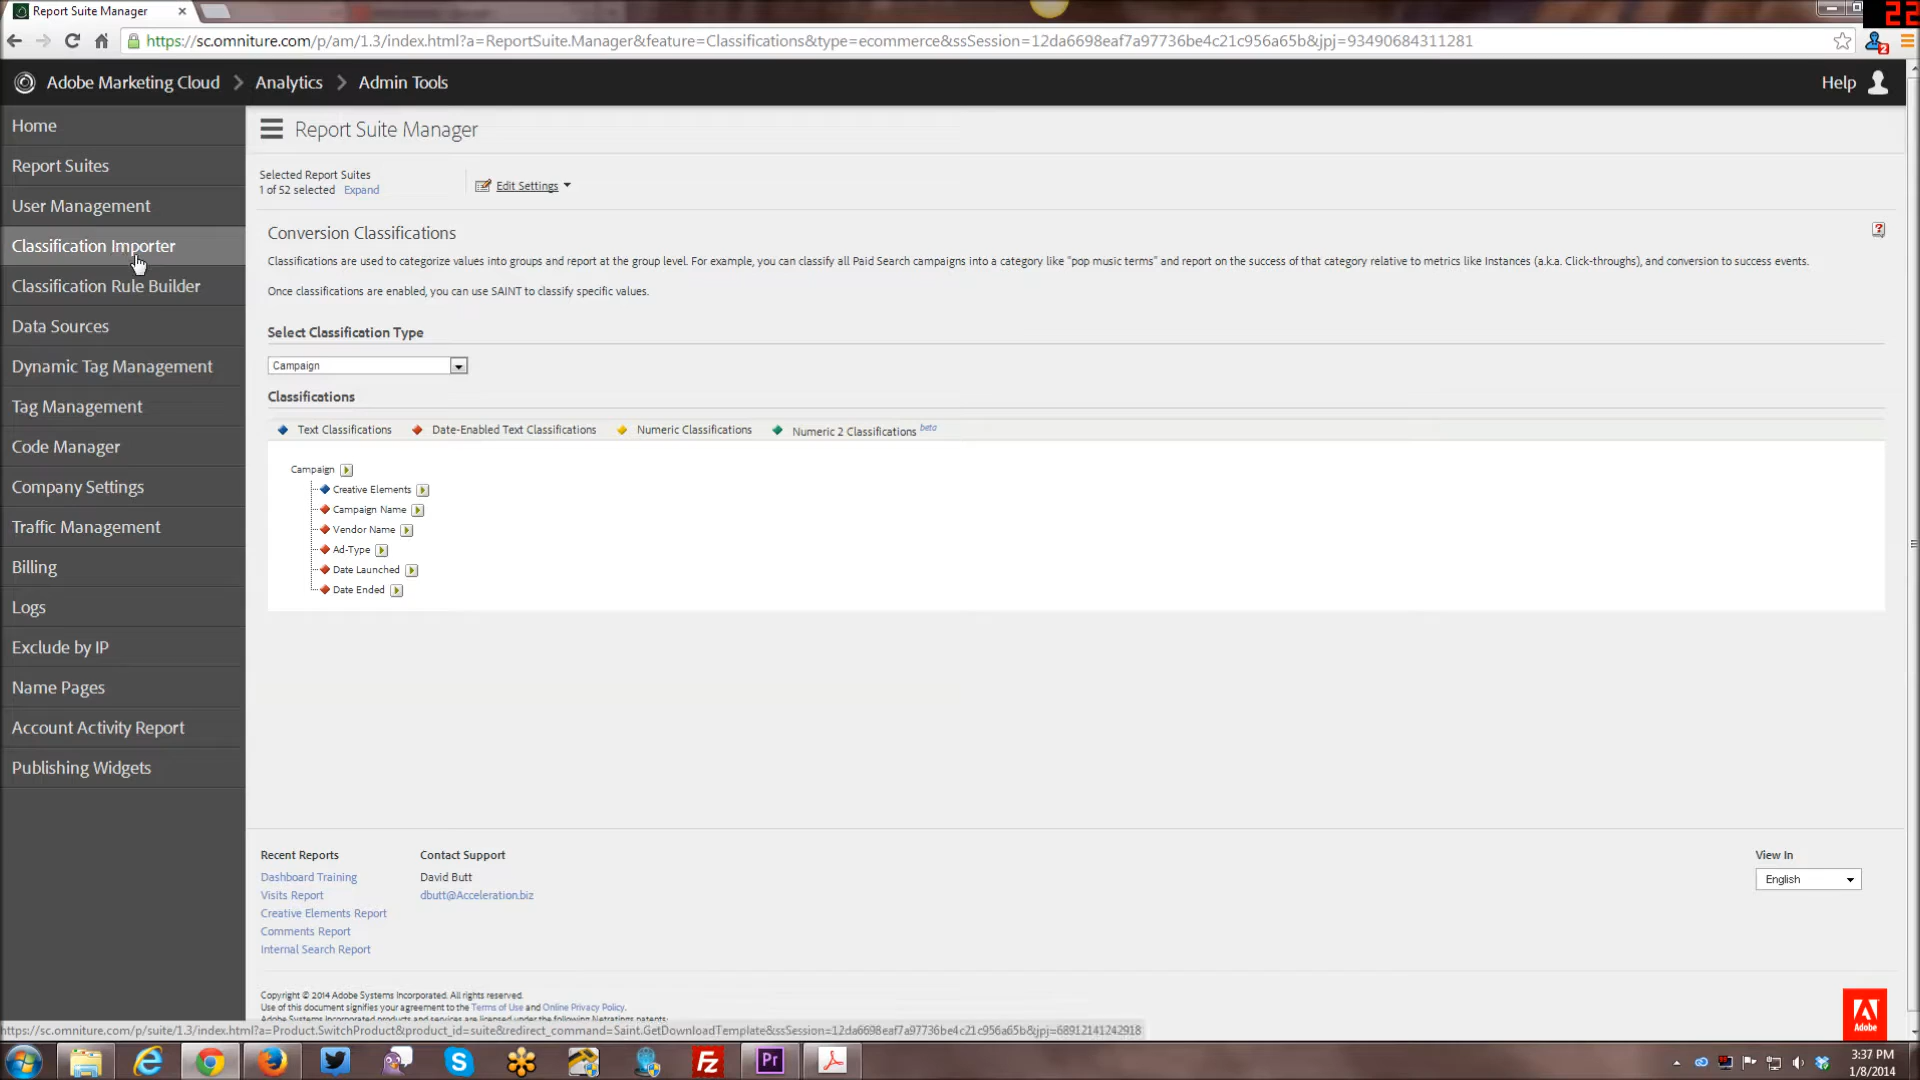 Report Suite Manager
22
https://sc.omniture.com/p/am/1.3/index.html?a=ReportSuite.Manager&feature=Classifications&type=ecommerce&ssSession=12da6698eaf7a97736be4c21c956a65b&jpj=93490684311281
2
Adobe Marketing Cloud
Analytics
Admin Tools
Help
Home
Report Suites
User Management
Classification Importer
Classification Rule Builder
Data Sources
Dynamic Tag Management
Tag Management
Code Manager
Company Settings
Traffic Management
Billing
Logs
Exclude by IP
Name Pages
Account Activity Report
Publishing Widgets
Report Suite Manager
Selected Report Suites
1 of 52 selected Expand
Edit Settings
Conversion Classifications
?
Classifications are used to categorize values into groups and report at the group level. For example, you can classify all Paid Search campaigns into a category like "pop music terms" and report on the success of that category relative to metrics like Instances (a.k.a. Click-throughs), and conversion to success events.
Once classifications are enabled, you can use SAINT to classify specific values.
Select Classification Type
Campaign
Classifications
Text Classifications
Date-Enabled Text Classifications
Numeric Classifications
Numeric 2 Classifications beta
Campaign
Creative Elements
Campaign Name
Vendor Name
Ad-Type
Date Launched
Date Ended
Recent Reports
Dashboard Training
Visits Report
Creative Elements Report
Comments Report
Internal Search Report
Contact Support
David Butt
dbutt@Acceleration.biz
View In
English
Copyright © 2014 Adobe Systems Incorporated. All rights reserved.
Use of this document signifies your agreement to the Terms of Use and Online Privacy Policy.
Adobe Systems Incorporated products and services are licensed under the following Netratings patents:
Adobe
https://sc.omniture.com/p/suite/1.3/index.html?a=Product.SwitchProduct&product_id=suite&redirect_command=Saint.GetDownloadTemplate&ssSession=12da6698eaf7a97736be4c21c956a65b&jpj=68912141242918
Fz
Pr
3:37 PM
1/8/2014